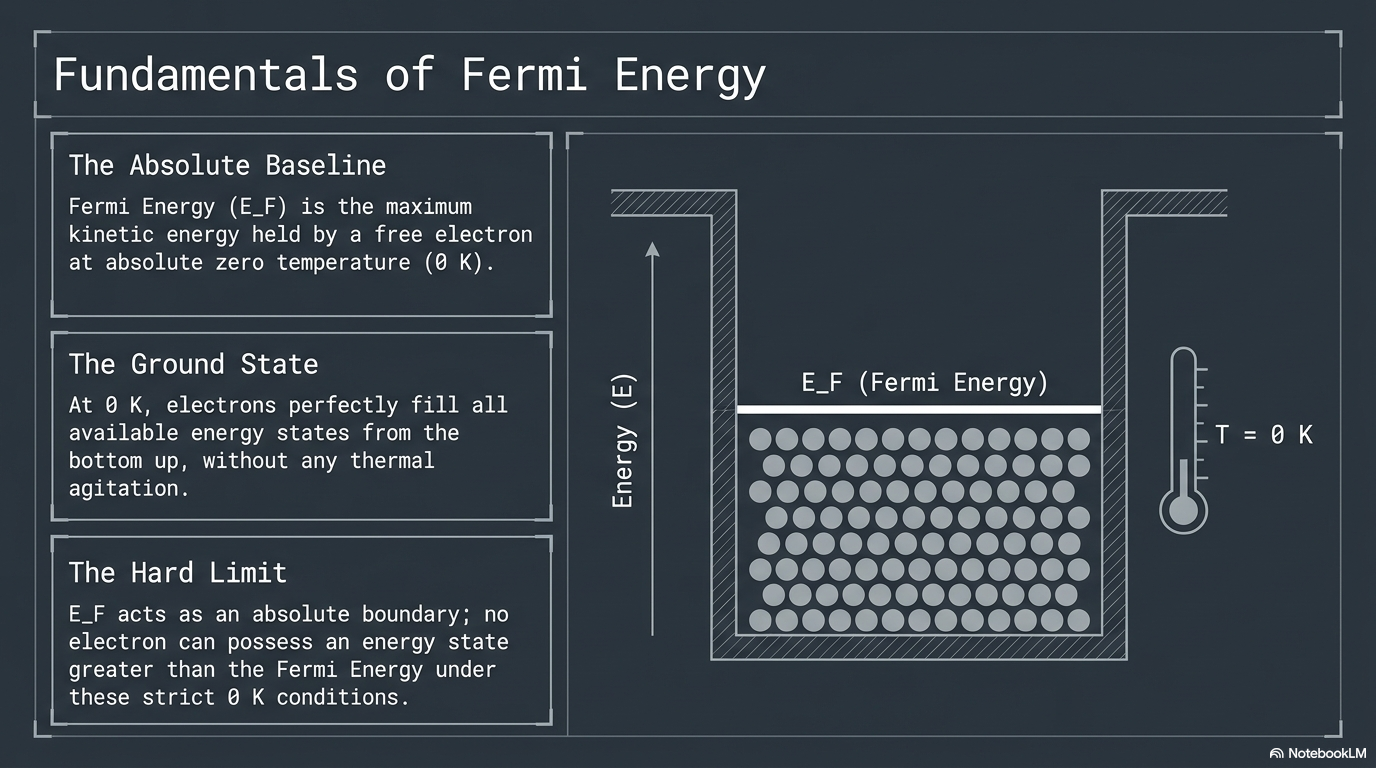 Fundamentals of Fermi Energy
The Absolute Baseline
Fermi Energy (E_F) is the maximum
kinetic energy held by a free electron
at absolute zero temperature (0 K).
The Ground State
At 0 K, electrons perfectly fill all
available energy states from the
bottom up, without any thermal
agitation.
The Hard Limit
E_F acts as an absolute boundary; no
electron can possess an energy state
greater than the Fermi Energy under
these strict 0 K conditions.
Energy (E)
E_F (Fermi Energy)
T = 0 K
NotebookLM